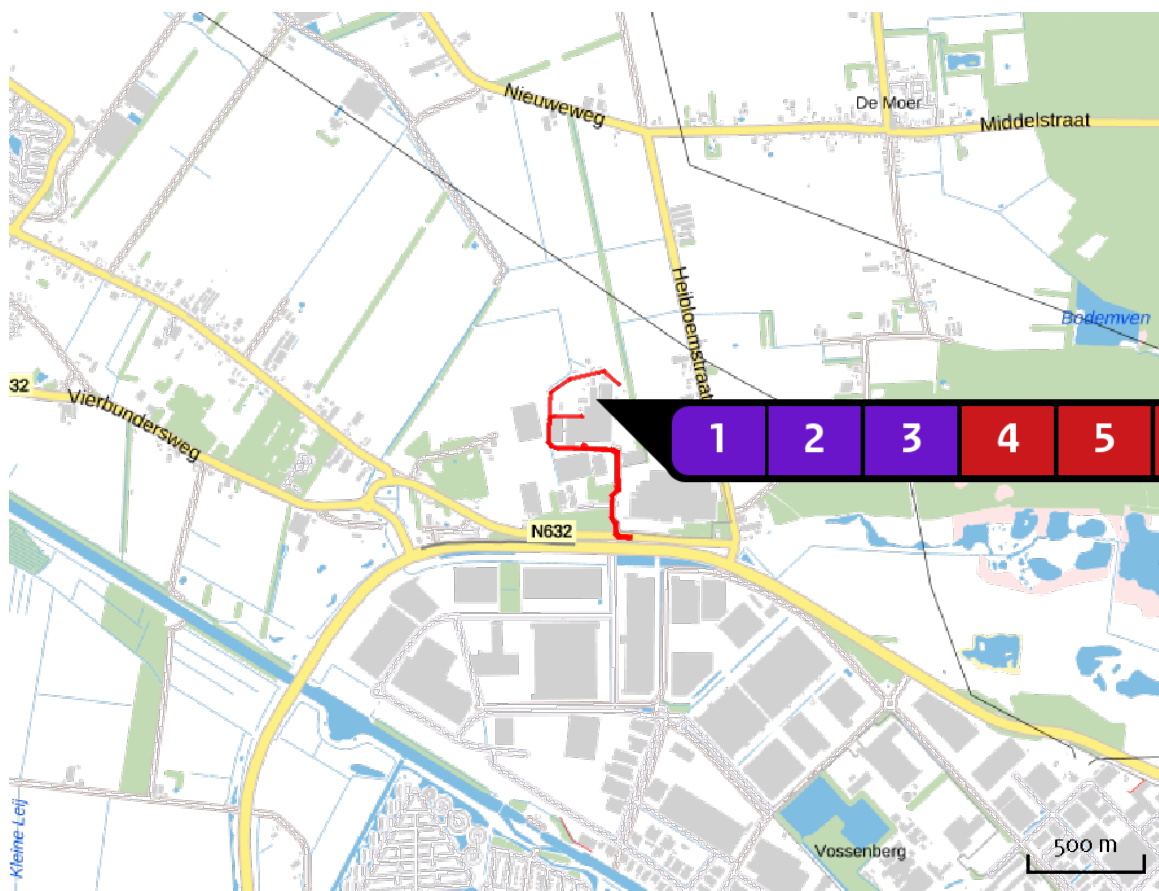 De Moer
Nieuweweg
Middelstraat
Heibloemstraat
Bodemven
32
Vierbundersweg
1 2 3 4 5
N632
Kleine Leij
Vossenberg
500 m